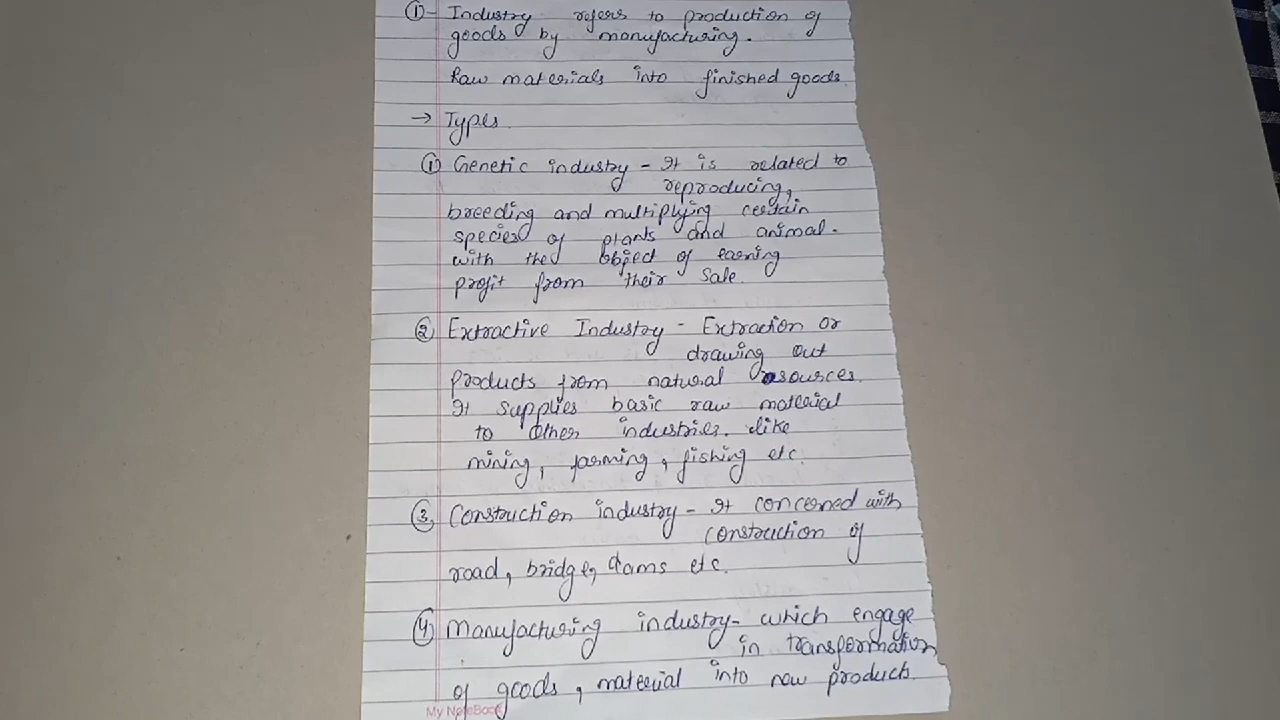 ① - Industry refers to production of
goods by manufacturing.
Raw materials into finished goods
→ Types
① Genetic industry - It is related to
reproducing,
breeding and multiplying certain
species of plants and animal.
with the object of earning
profit from their sale.
② Extractive Industry - Extraction or
drawing out
products from natural resources.
It supplies basic raw material
to other industries. like
mining, farming, fishing etc.
③ Construction industry - It concerned with
construction of
road, bridge, dams etc.
④ Manufacturing industry - which engage
in transformation
of goods, material into new products.
My NoteBook